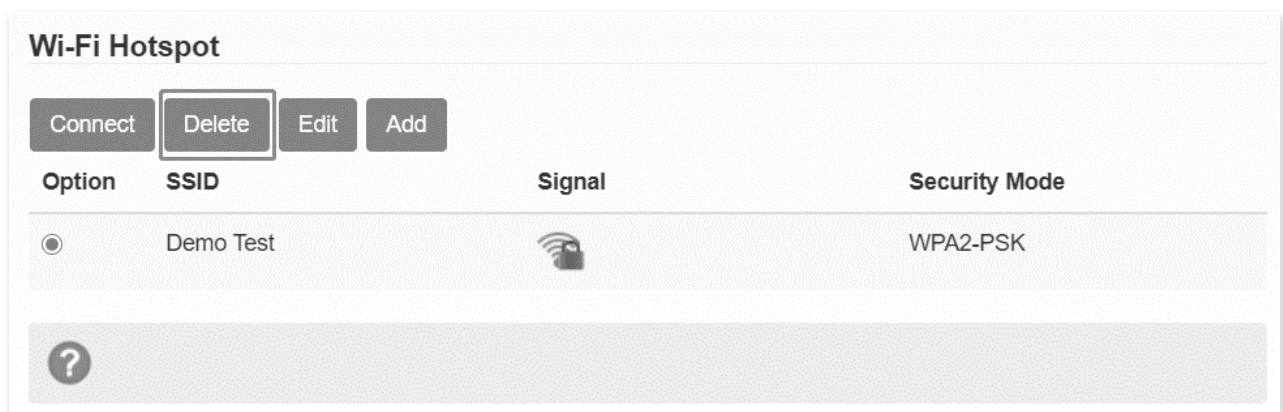 Wi-Fi Hotspot
Connect Delete Edit Add
Option SSID Signal Security Mode
Demo Test WPA2-PSK
?